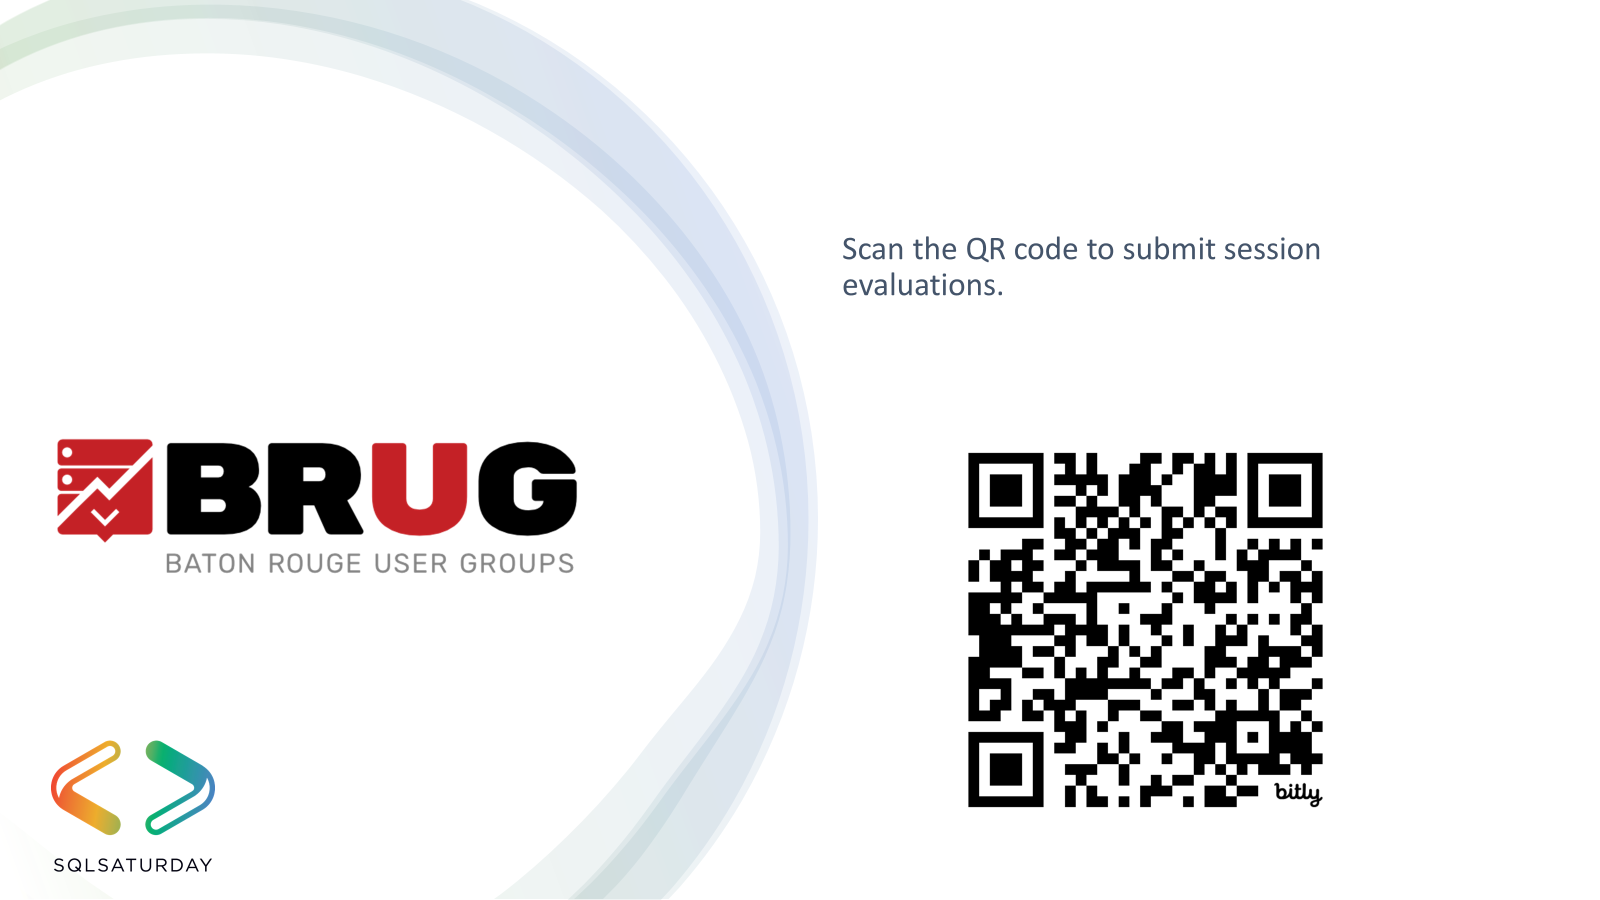 Scan the QR code to submit session
evaluations.
BRUG
BATON ROUGE USER GROUPS
bitly
SQLSATURDAY